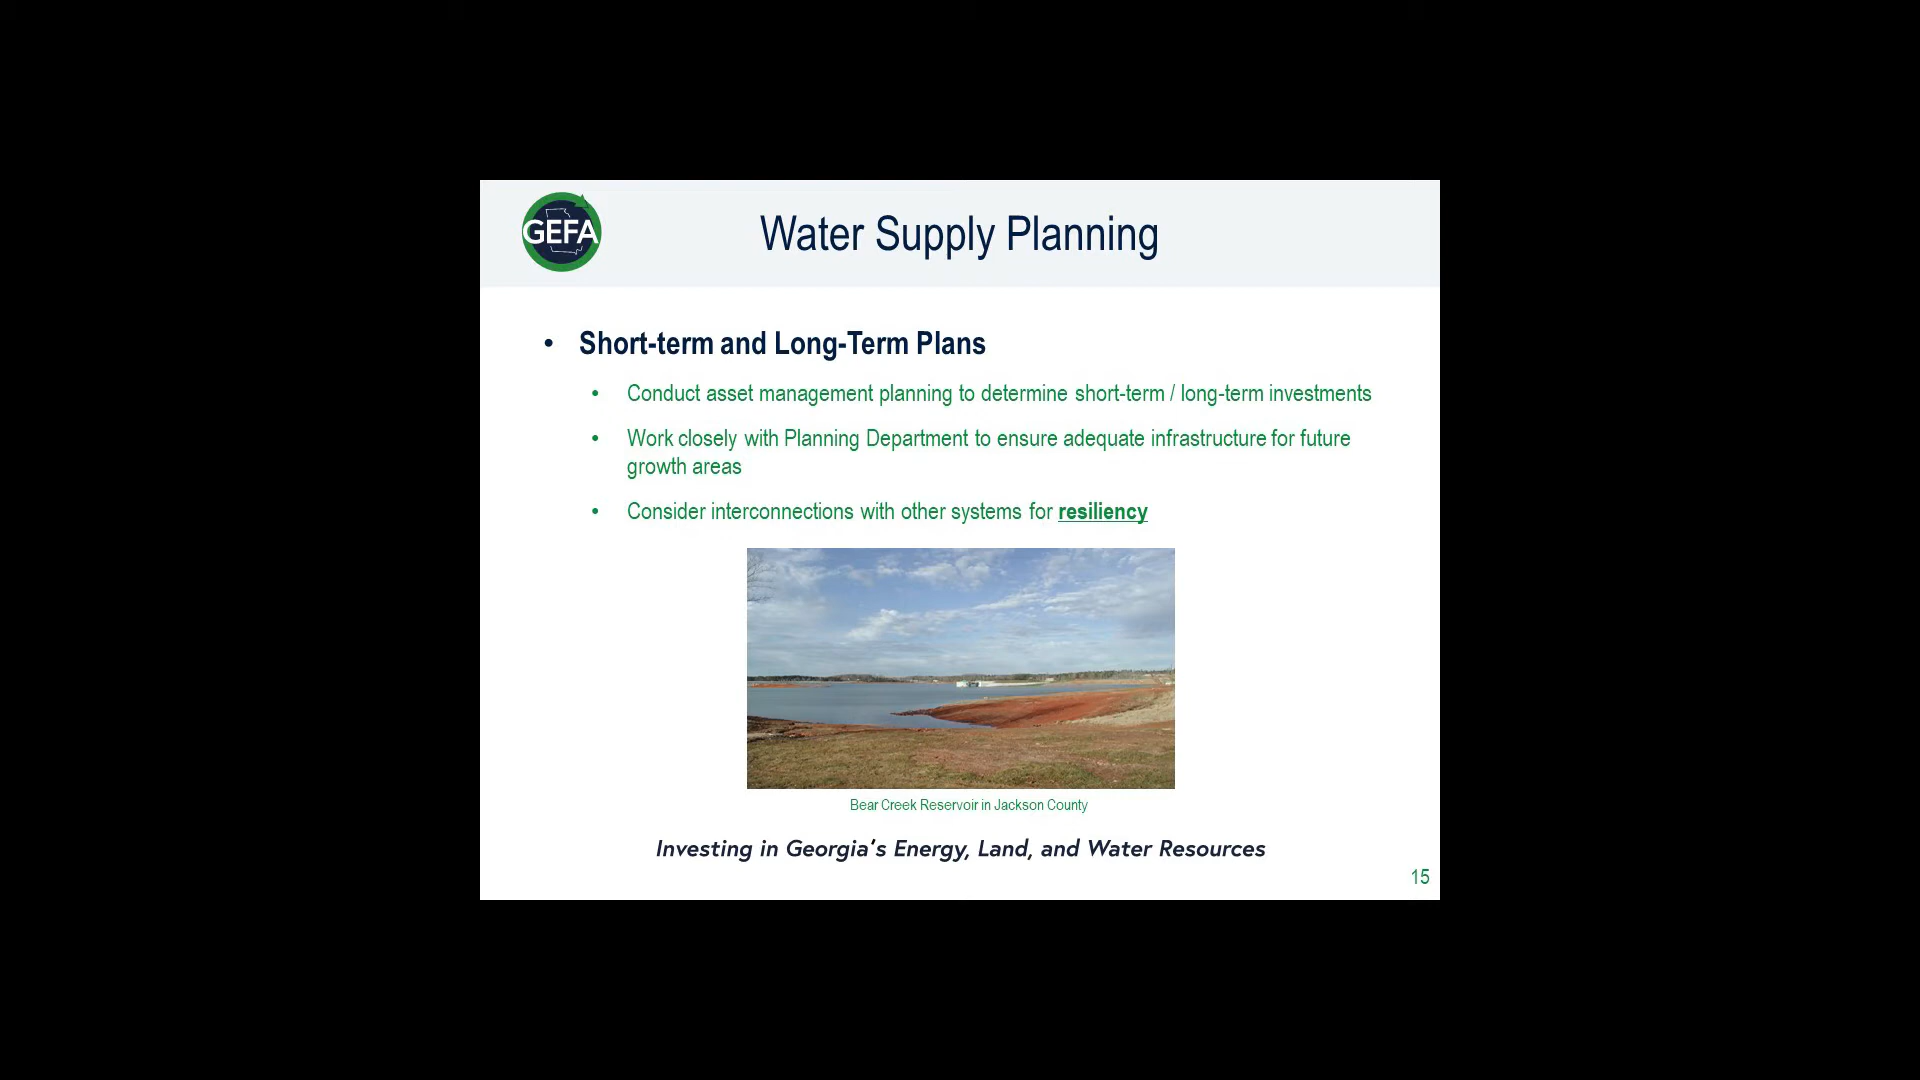 GEFA
Water Supply Planning
• Short-term and Long-Term Plans
• Conduct asset management planning to determine short-term / long-term investments
• Work closely with Planning Department to ensure adequate infrastructure for future
growth areas
• Consider interconnections with other systems for resiliency
Bear Creek Reservoir in Jackson County
Investing in Georgia's Energy, Land, and Water Resources
15